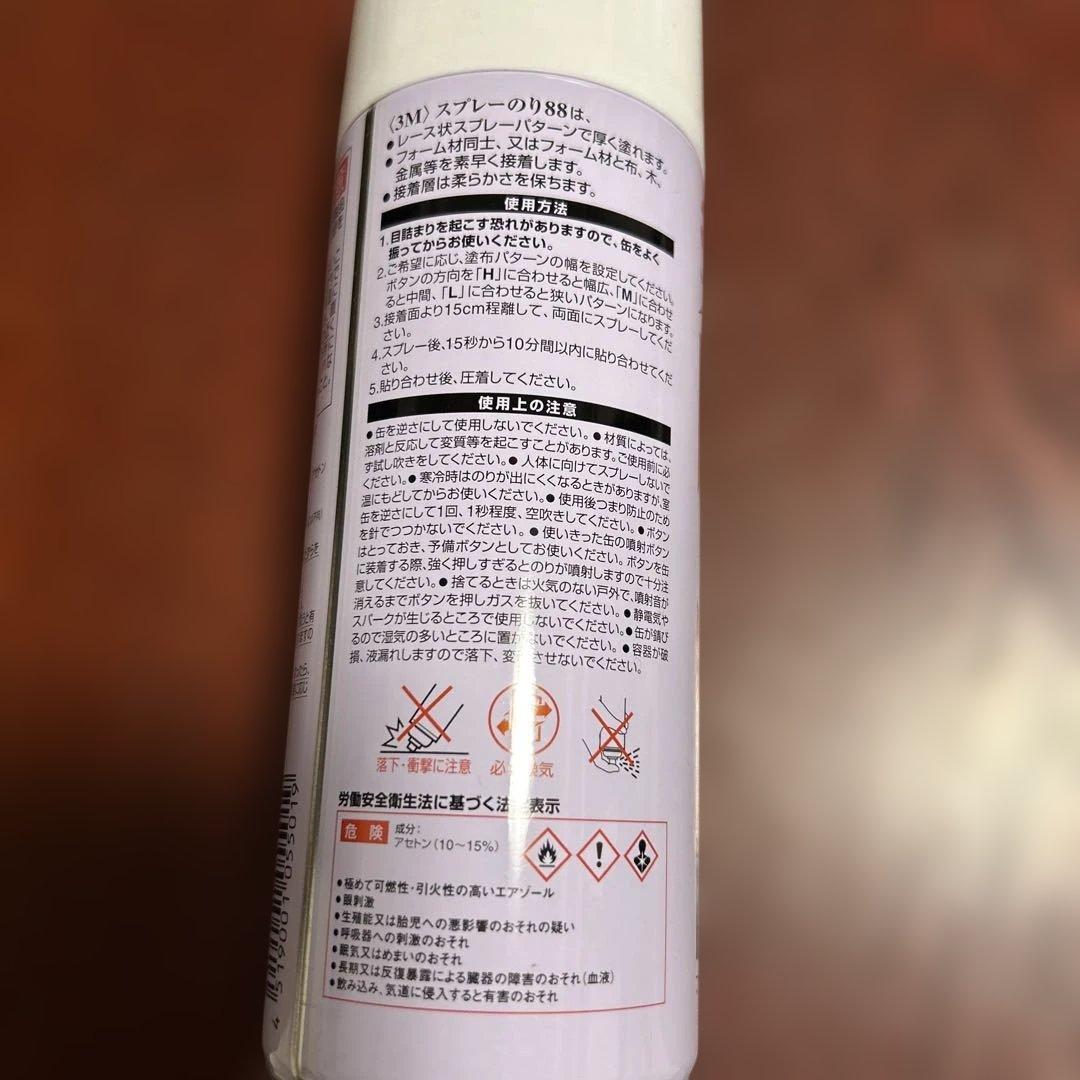 〈3M〉スプレーのり88は、
●レース状スプレーパターンで厚く塗れます。
●フォーム材同士、又はフォーム材と布、木、
金属等を素早く接着します。
●接着層は柔らかさを保ちます。
使用方法
1.目詰まりを起こす恐れがありますので、缶をよく
振ってからお使いください。
2.ご希望に応じ、塗布パターンの幅を設定してください。
ボタンの方向を「H」に合わせると幅広、「M」に合わせ
ると中間、「L」に合わせると狭いパターンになります。
3.接着面より15cm程離して、両面にスプレーしてくだ
さい。
4.スプレー後、15秒から10分間以内に貼り合わせてくだ
さい。
5.貼り合わせ後、圧着してください。
使用上の注意
●缶を逆さにして使用しないでください。●材質によっては、
溶剤と反応して変質等を起こすことがあります。ご使用前に必
ず試し吹きをしてください。●人体に向けてスプレーしないで
ください。●寒冷時はのりが出にくくなるときがありますが、室
温にもどしてからお使いください。●使用後つまり防止のため
缶を逆さにして1回、1秒程度、空吹きしてください。●ボタン
を針でつつかないでください。●使いきった缶の噴射ボタン
はとっておき、予備ボタンとしてお使いください。ボタンを缶
に装着する際、強く押しすぎるとのりが噴射しますので十分注
意してください。●捨てるときは火気のない戸外で、噴射音が
消えるまでボタンを押しガスを抜いてください。●静電気や
スパークが生じるところで使用しないでください。●缶が錆び
るので湿気の多いところに置かないでください。●容器が破
損、液漏れしますので落下、変形させないでください。
落下・衝撃に注意
必ず換気
労働安全衛生法に基づく法定表示
危険
成分:
アセトン(10～15%)
●極めて可燃性・引火性の高いエアゾール
●眼刺激
●生殖能又は胎児への悪影響のおそれの疑い
●呼吸器への刺激のおそれ
●眠気又はめまいのおそれ
●長期又は反復暴露による臓器の障害のおそれ(血液)
●飲み込み、気道に侵入すると有害のおそれ